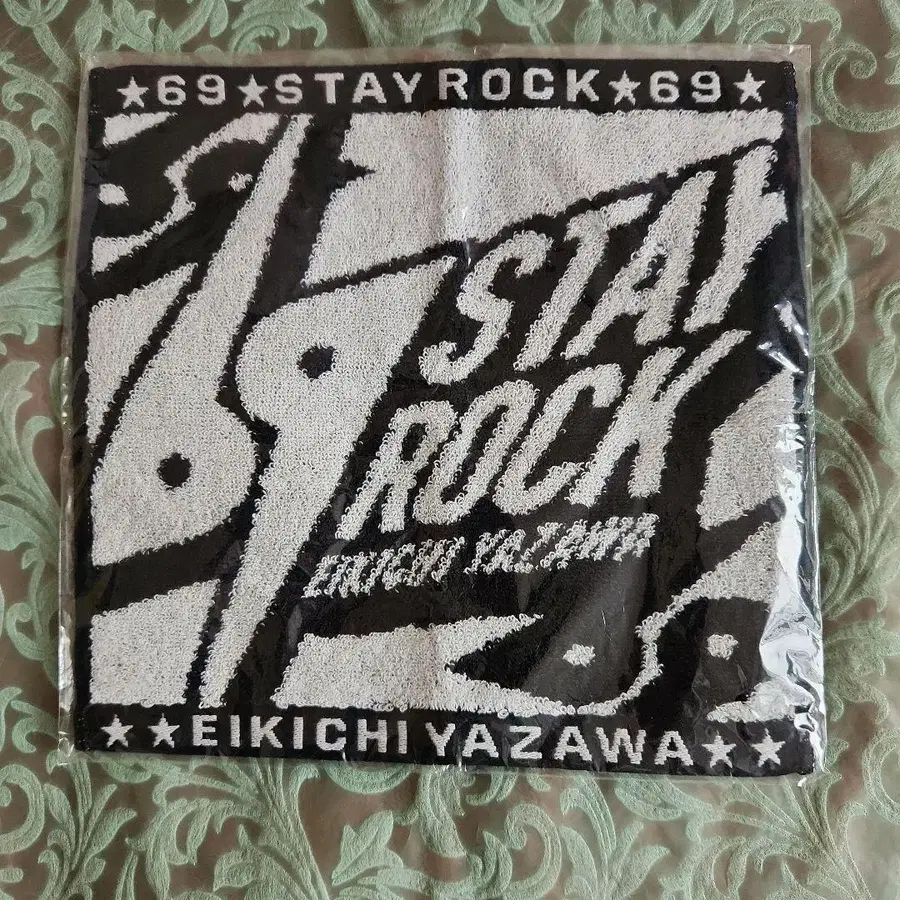 ★69★STAY ROCK★69★
69
STAY
ROCK
EIKICHI YAZAWA
★★EIKICHI YAZAWA★★